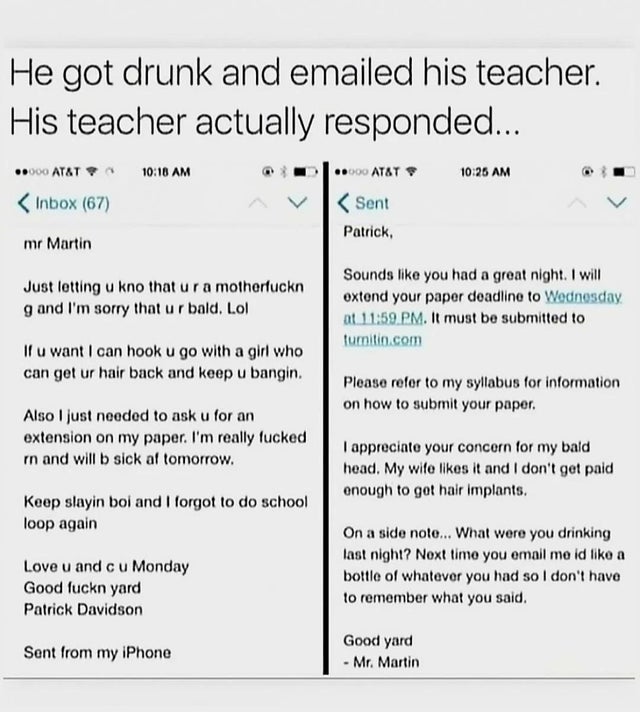 He got drunk and emailed his teacher.
His teacher actually responded...
AT&T 10:18 AM
Inbox (67)
mr Martin
Just letting u kno that u r a motherfuckn
g and I'm sorry that u r bald. Lol
If u want I can hook u go with a girl who
can get ur hair back and keep u bangin.
Also I just needed to ask u for an
extension on my paper. I'm really fucked
rn and will b sick af tomorrow.
Keep slayin boi and I forgot to do school
loop again
Love u and c u Monday
Good fuckn yard
Patrick Davidson
Sent from my iPhone
AT&T 10:25 AM
Sent
Patrick,
Sounds like you had a great night. I will
extend your paper deadline to Wednesday
at 11:59 PM. It must be submitted to
turnitin.com
Please refer to my syllabus for information
on how to submit your paper.
I appreciate your concern for my bald
head. My wife likes it and I don't get paid
enough to get hair implants.
On a side note... What were you drinking
last night? Next time you email me id like a
bottle of whatever you had so I don't have
to remember what you said.
Good yard
- Mr. Martin